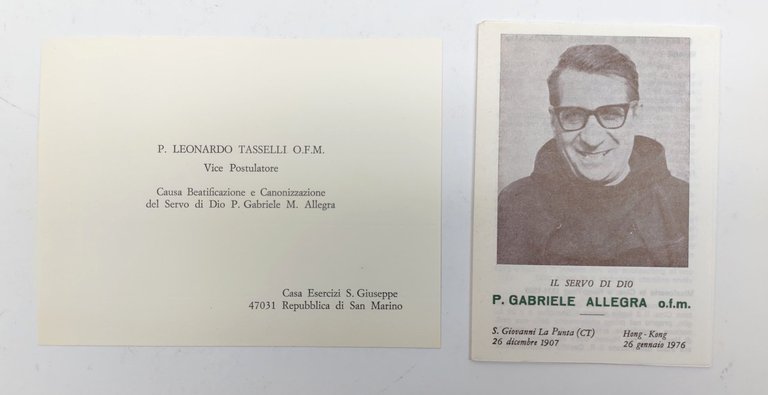 P. LEONARDO TASSELLI O.F.M.
Vice Postulatore
Causa Beatificazione e Canonizzazione
del Servo di Dio P. Gabriele M. Allegra
Casa Esercizi S. Giuseppe
47031 Repubblica di San Marino
IL SERVO DI DIO
P. GABRIELE ALLEGRA o.f.m.
S. Giovanni La Punta (CT)
26 dicembre 1907
Hong-Kong
26 gennaio 1976